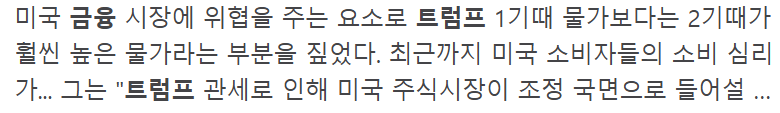 미국 금융 시장에 위협을 주는 요소로 트럼프 1기때 물가보다는 2기때가
훨씬 높은 물가라는 부분을 짚었다. 최근까지 미국 소비자들의 소비 심리
가... 그는 "트럼프 관세로 인해 미국 주식시장이 조정 국면으로 들어설 ...